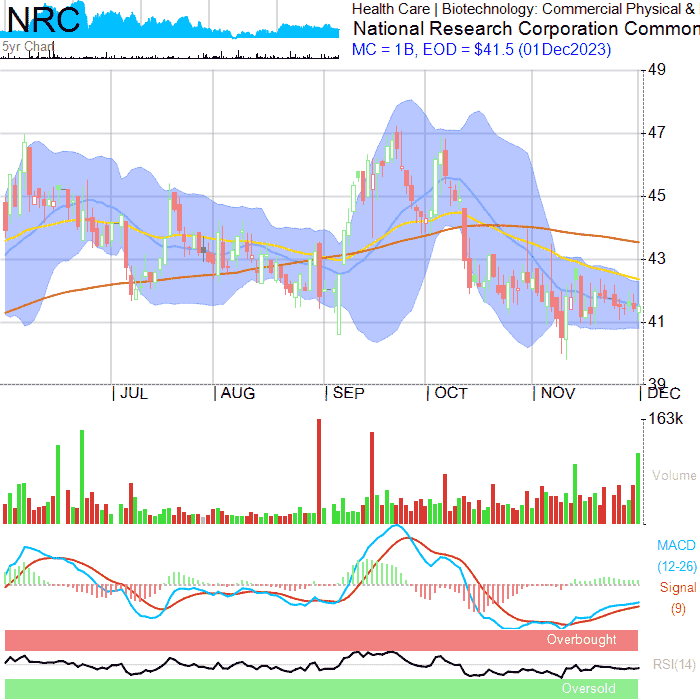 NRC
5yr Chart
Health Care | Biotechnology: Commercial Physical &
National Research Corporation Common
MC = 1B, EOD = $41.5 (01Dec2023)
49
47
45
43
41
39
JUL
AUG
SEP
OCT
NOV
DEC
163k
Volume
MACD
(12-26)
Signal
(9)
Overbought
RSI(14)
Oversold